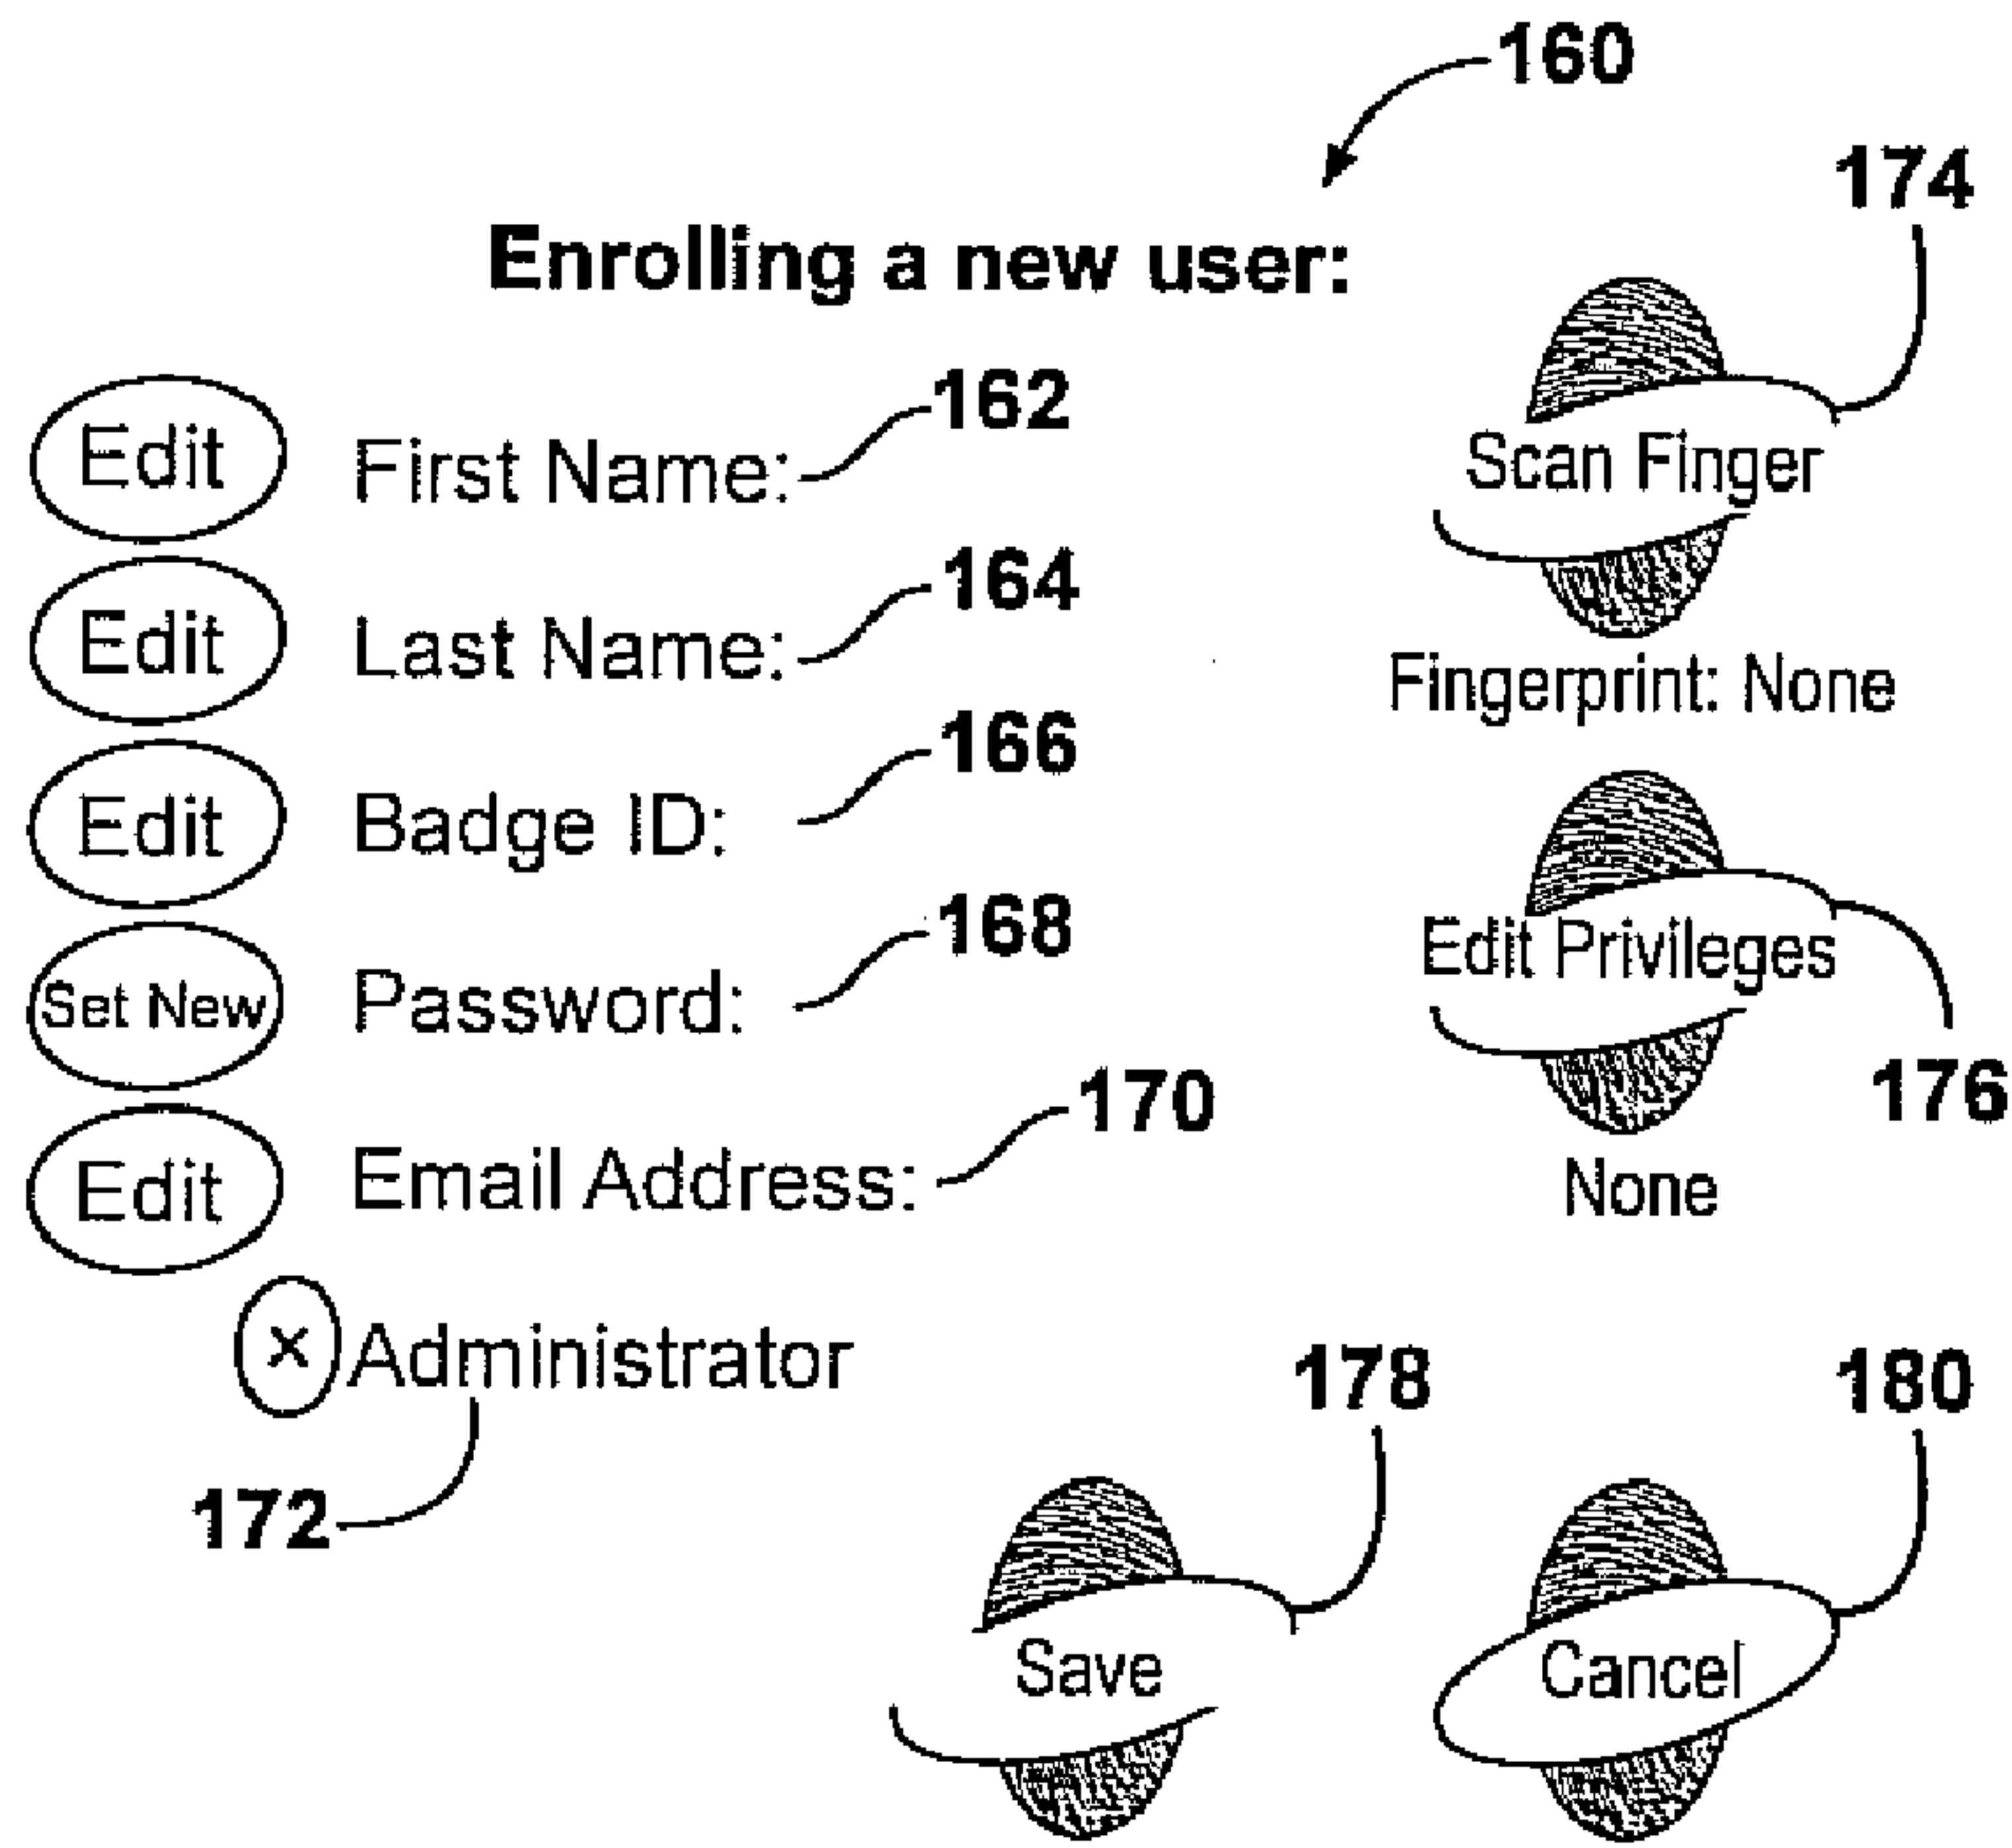 160
174
Enrolling a new user:
Edit First Name: 162
Scan Finger
Edit Last Name: 164
Fingerprint: None
Edit Badge ID: 166
Set New Password: 168
Edit Privileges
176
Edit Email Address: 170
None
X Administrator
172
178
180
Save
Cancel